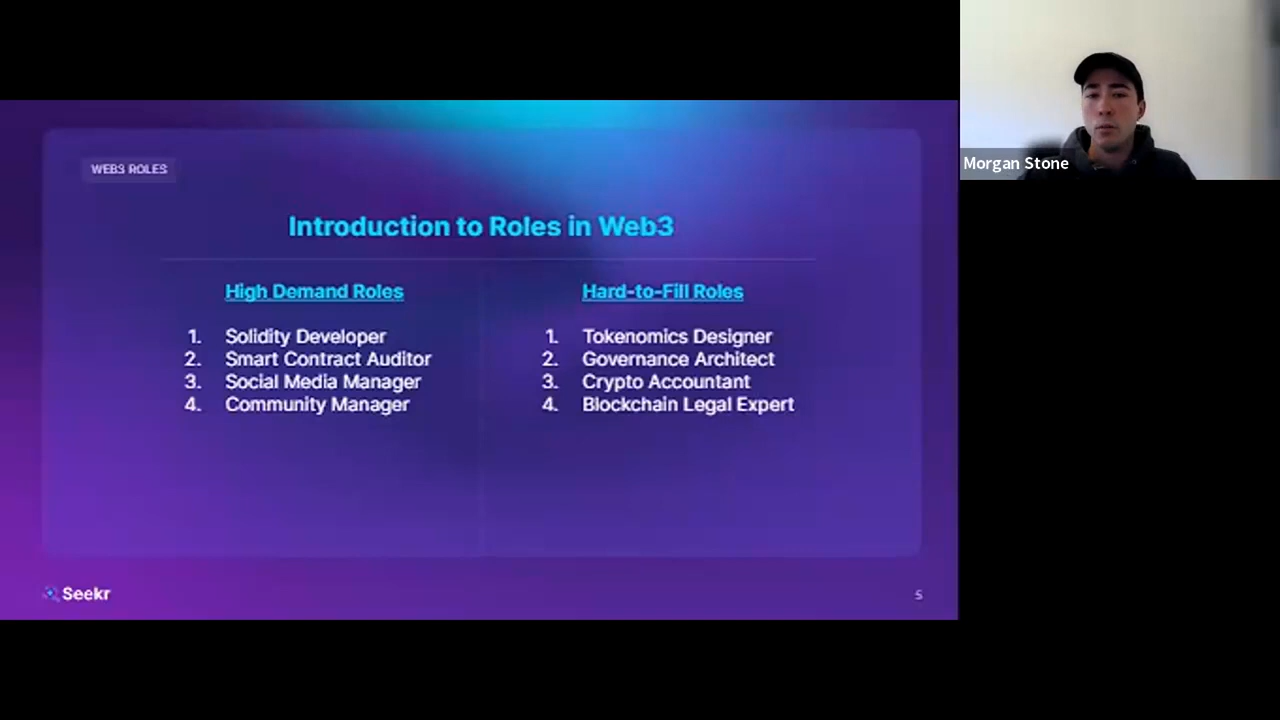 WEB3 ROLES
Introduction to Roles in Web3
High Demand Roles
1. Solidity Developer
2. Smart Contract Auditor
3. Social Media Manager
4. Community Manager
Hard-to-Fill Roles
1. Tokenomics Designer
2. Governance Architect
3. Crypto Accountant
4. Blockchain Legal Expert
Seekr
5
Morgan Stone